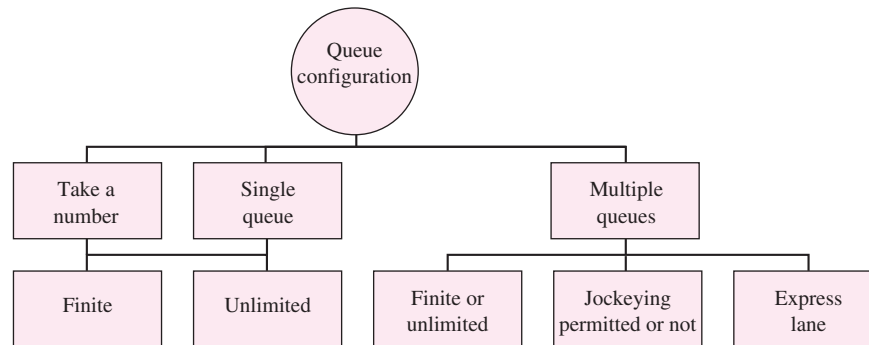 Queue
configuration
Take a
number
Single
queue
Multiple
queues
Finite
Unlimited
Finite or
unlimited
Jockeying
permitted or not
Express
lane